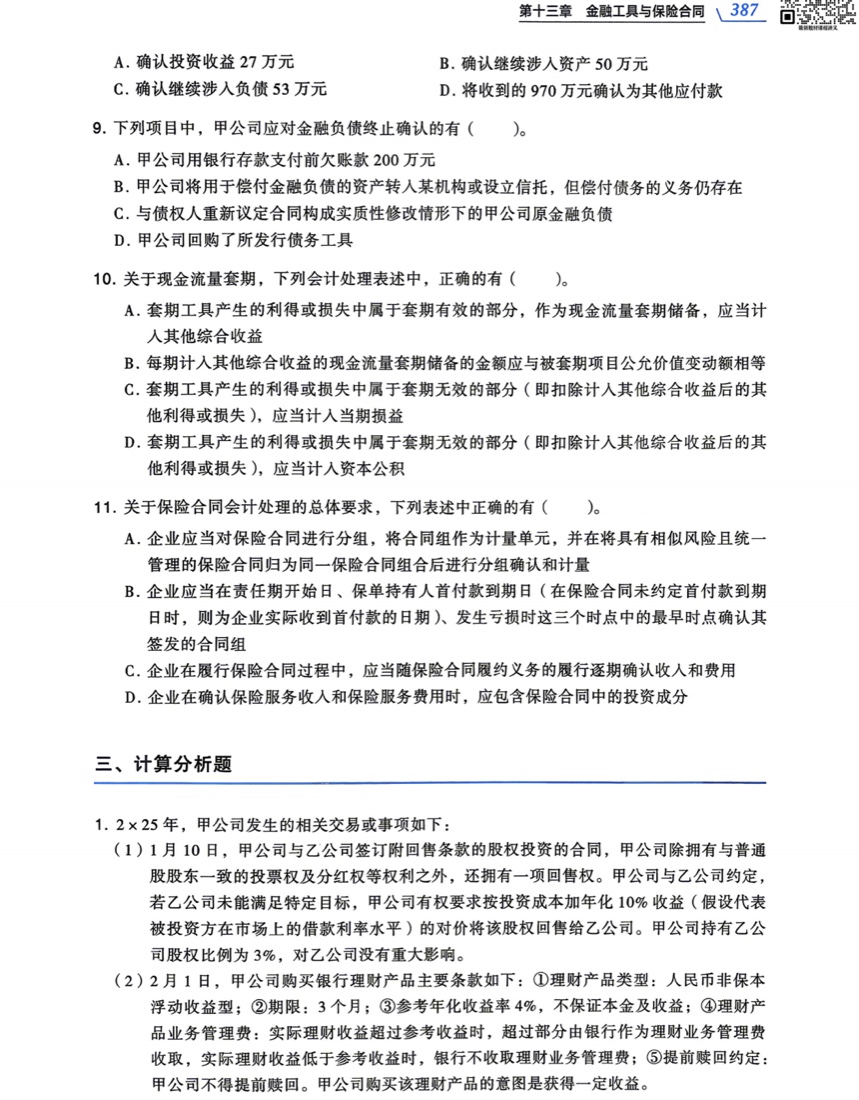 第十三章 金融工具与保险合同 387
A. 确认投资收益 27 万元 B. 确认继续涉入资产 50 万元
C. 确认继续涉入负债 53 万元 D. 将收到的 970 万元确认为其他应付款
9. 下列项目中，甲公司应对金融负债终止确认的有（ ）。
A. 甲公司用银行存款支付前欠账款 200 万元
B. 甲公司将用于偿付金融负债的资产转入某机构或设立信托，但偿付债务的义务仍存在
C. 与债权人重新议定合同构成实质性修改情形下的甲公司原金融负债
D. 甲公司回购了所发行债务工具
10. 关于现金流量套期，下列会计处理表述中，正确的有（ ）。
A. 套期工具产生的利得或损失中属于套期有效的部分，作为现金流量套期储备，应当计
入其他综合收益
B. 每期计入其他综合收益的现金流量套期储备的金额应与被套期项目公允价值变动额相等
C. 套期工具产生的利得或损失中属于套期无效的部分（即扣除计入其他综合收益后的其
他利得或损失），应当计入当期损益
D. 套期工具产生的利得或损失中属于套期无效的部分（即扣除计入其他综合收益后的其
他利得或损失），应当计入资本公积
11. 关于保险合同会计处理的总体要求，下列表述中正确的有（ ）。
A. 企业应当对保险合同进行分组，将合同组作为计量单元，并在将具有相似风险且统一
管理的保险合同归为同一保险合同组合后进行分组确认和计量
B. 企业应当在责任期开始日、保单持有人首付款到期日（在保险合同未约定首付款到期
日时，则为企业实际收到首付款的日期）、发生亏损时这三个时点中的最早时点确认其
签发的合同组
C. 企业在履行保险合同过程中，应当随保险合同履约义务的履行逐期确认收入和费用
D. 企业在确认保险服务收入和保险服务费用时，应包含保险合同中的投资成分
三、计算分析题
1. 2×25 年，甲公司发生的相关交易或事项如下：
（1）1 月 10 日，甲公司与乙公司签订附回售条款的股权投资的合同，甲公司除拥有与普通
股股东一致的投票权及分红权等权利之外，还拥有一项回售权。甲公司与乙公司约定，
若乙公司未能满足特定目标，甲公司有权要求按投资成本加年化 10% 收益（假设代表
被投资方在市场上的借款利率水平）的对价将该股权回售给乙公司。甲公司持有乙公
司股权比例为 3%，对乙公司没有重大影响。
（2）2 月 1 日，甲公司购买银行理财产品主要条款如下：①理财产品类型：人民币非保本
浮动收益型；②期限：3 个月；③参考年化收益率 4%，不保证本金及收益；④理财产
品业务管理费：实际理财收益超过参考收益时，超过部分由银行作为理财业务管理费
收取，实际理财收益低于参考收益时，银行不收取理财业务管理费；⑤提前赎回约定：
甲公司不得提前赎回。甲公司购买该理财产品的意图是获得一定收益。